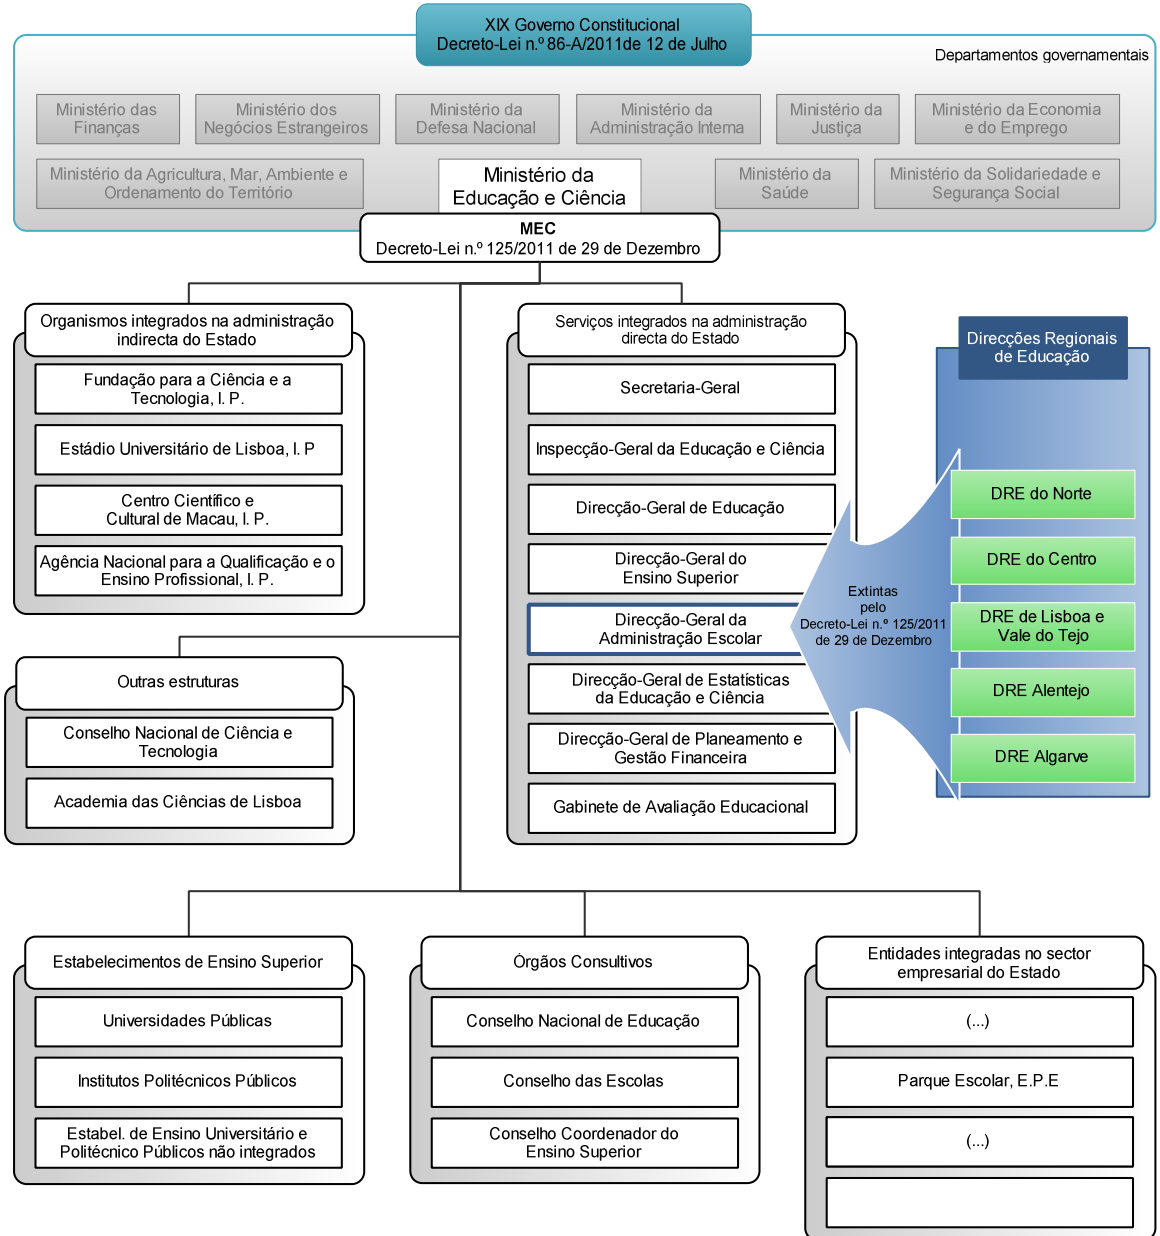 XIX Governo Constitucional
Decreto-Lei n.º 86-A/2011de 12 de Julho
Departamentos governamentais
Ministério das
Finanças
Ministério dos
Negócios Estrangeiros
Ministério da
Defesa Nacional
Ministério da
Administração Interna
Ministério da
Justiça
Ministério da Economia
e do Emprego
Ministério da Agricultura, Mar, Ambiente e
Ordenamento do Território
Ministério da
Educação e Ciência
Ministério da
Saúde
Ministério da Solidariedade e
Segurança Social
MEC
Decreto-Lei n.º 125/2011 de 29 de Dezembro
Organismos integrados na administração
indirecta do Estado
Fundação para a Ciência e a
Tecnologia, I. P.
Estádio Universitário de Lisboa, I. P
Centro Científico e
Cultural de Macau, I. P.
Agência Nacional para a Qualificação e o
Ensino Profissional, I. P.
Serviços integrados na administração
directa do Estado
Secretaria-Geral
Inspecção-Geral da Educação e Ciência
Direcção-Geral de Educação
Direcção-Geral do
Ensino Superior
Direcção-Geral da
Administração Escolar
Direcção-Geral de Estatísticas
da Educação e Ciência
Direcção-Geral de Planeamento e
Gestão Financeira
Gabinete de Avaliação Educacional
Extintas
pelo
Decreto-Lei n.º 125/2011
de 29 de Dezembro
Direcções Regionais
de Educação
DRE do Norte
DRE do Centro
DRE de Lisboa e
Vale do Tejo
DRE Alentejo
DRE Algarve
Outras estruturas
Conselho Nacional de Ciência e
Tecnologia
Academia das Ciências de Lisboa
Estabelecimentos de Ensino Superior
Universidades Públicas
Institutos Politécnicos Públicos
Estabel. de Ensino Universitário e
Politécnico Públicos não integrados
Órgãos Consultivos
Conselho Nacional de Educação
Conselho das Escolas
Conselho Coordenador do
Ensino Superior
Entidades integradas no sector
empresarial do Estado
(...)
Parque Escolar, E.P.E
(...)